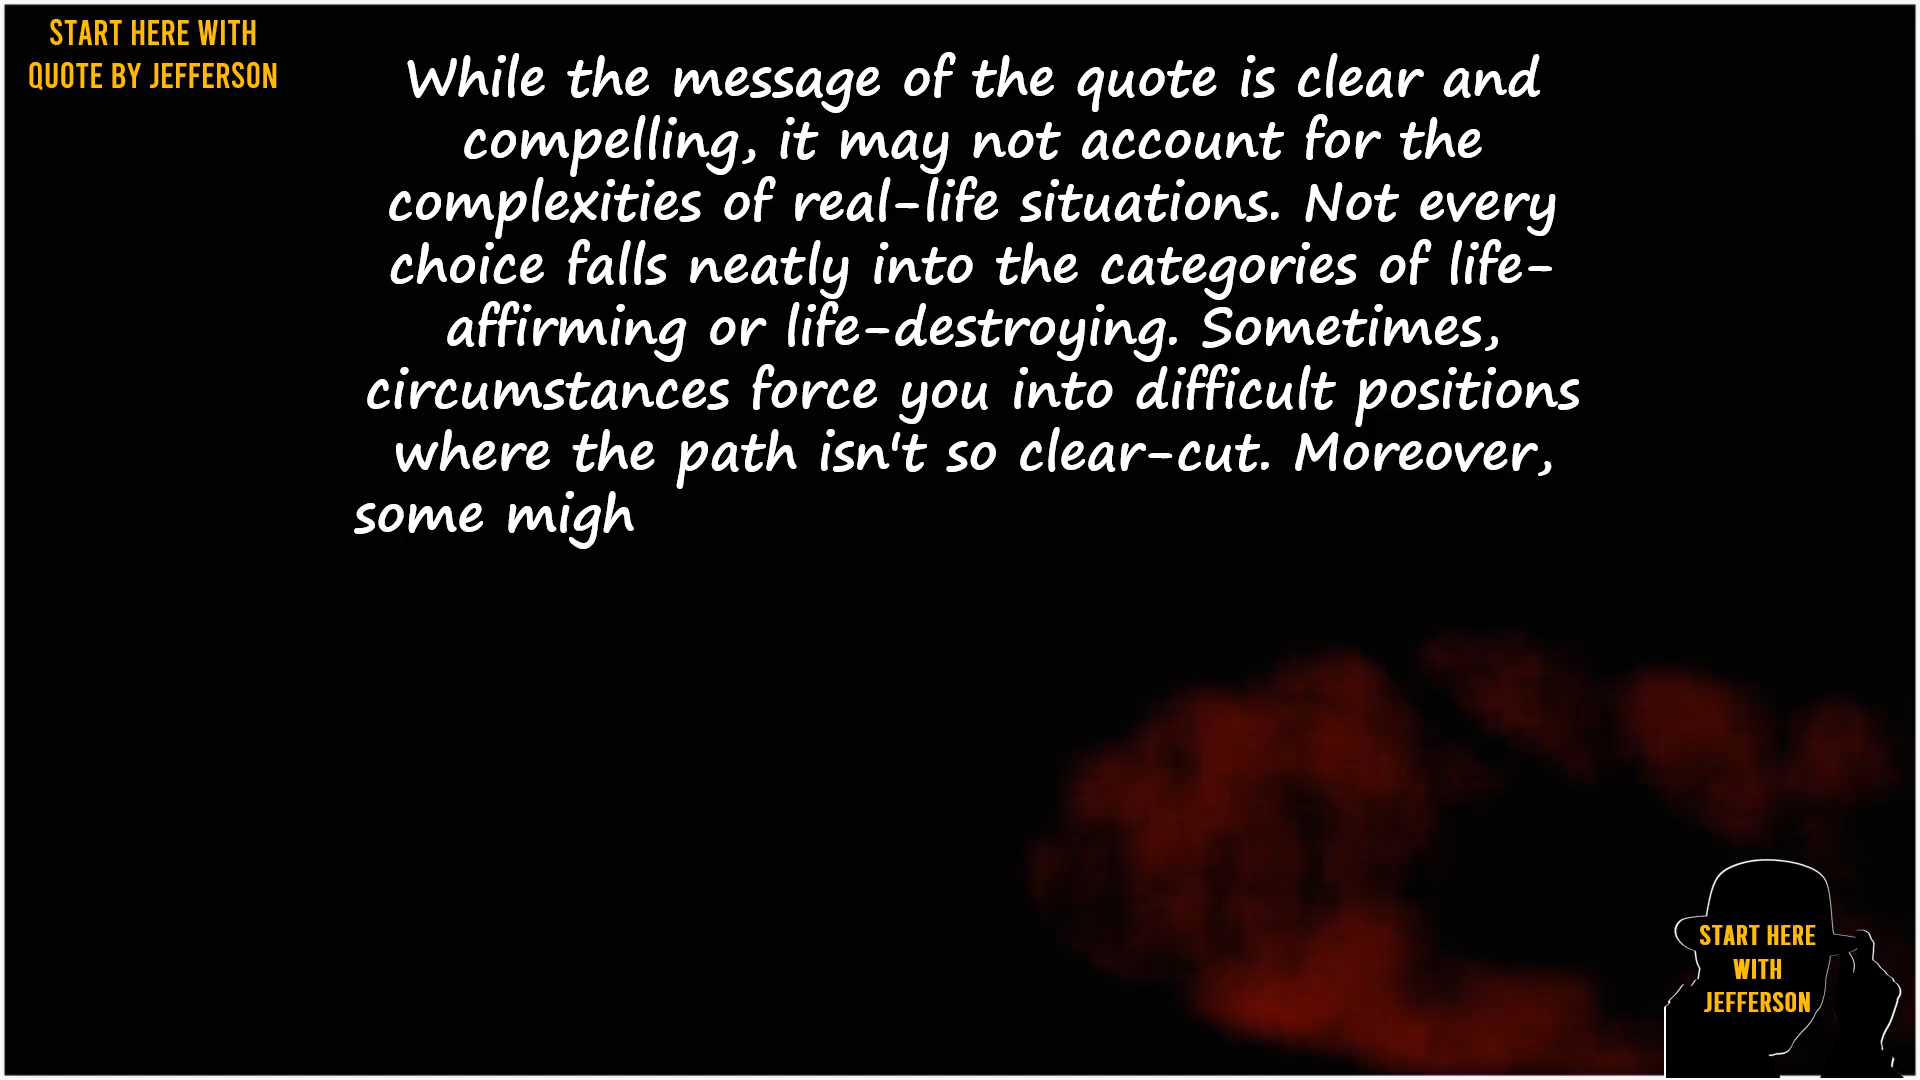 START HERE WITH
QUOTE BY JEFFERSON
While the message of the quote is clear and
compelling, it may not account for the
complexities of real-life situations. Not every
choice falls neatly into the categories of life-
affirming or life-destroying. Sometimes,
circumstances force you into difficult positions
where the path isn't so clear-cut. Moreover,
some migh
START HERE
WITH
JEFFERSON